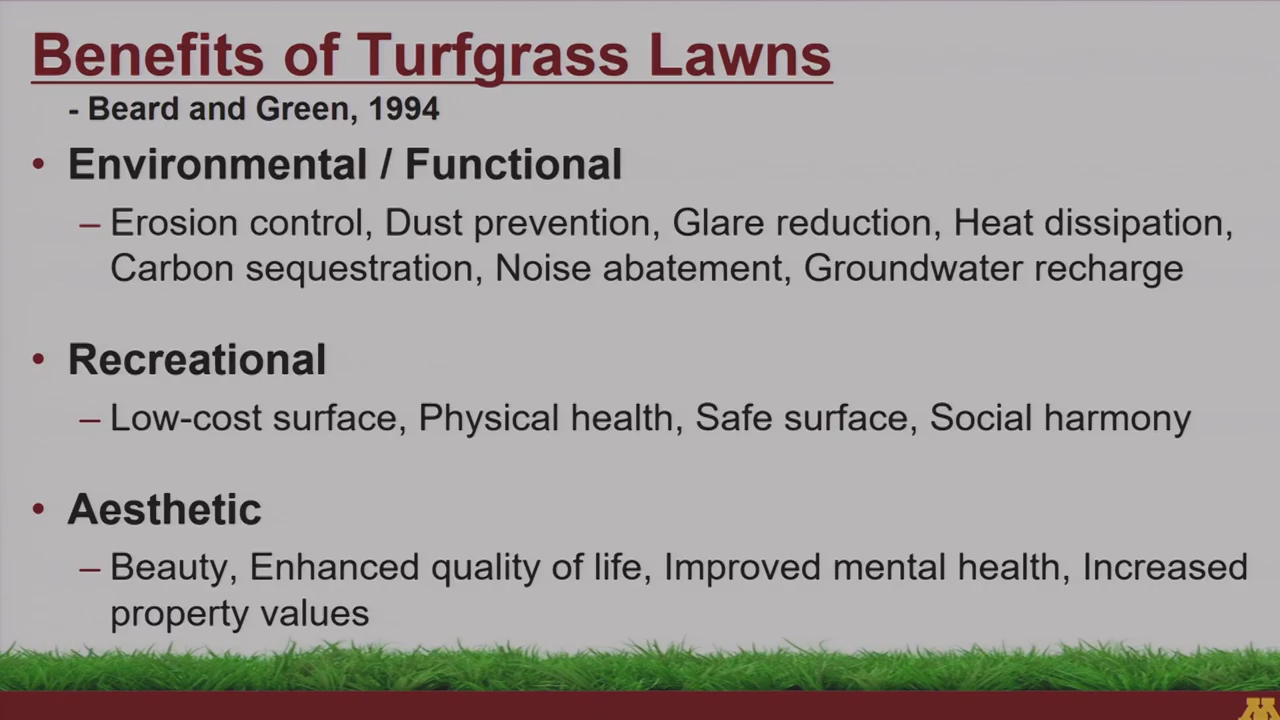 Benefits of Turfgrass Lawns
- Beard and Green, 1994
• Environmental / Functional
– Erosion control, Dust prevention, Glare reduction, Heat dissipation,
Carbon sequestration, Noise abatement, Groundwater recharge
• Recreational
– Low-cost surface, Physical health, Safe surface, Social harmony
• Aesthetic
– Beauty, Enhanced quality of life, Improved mental health, Increased
property values
M